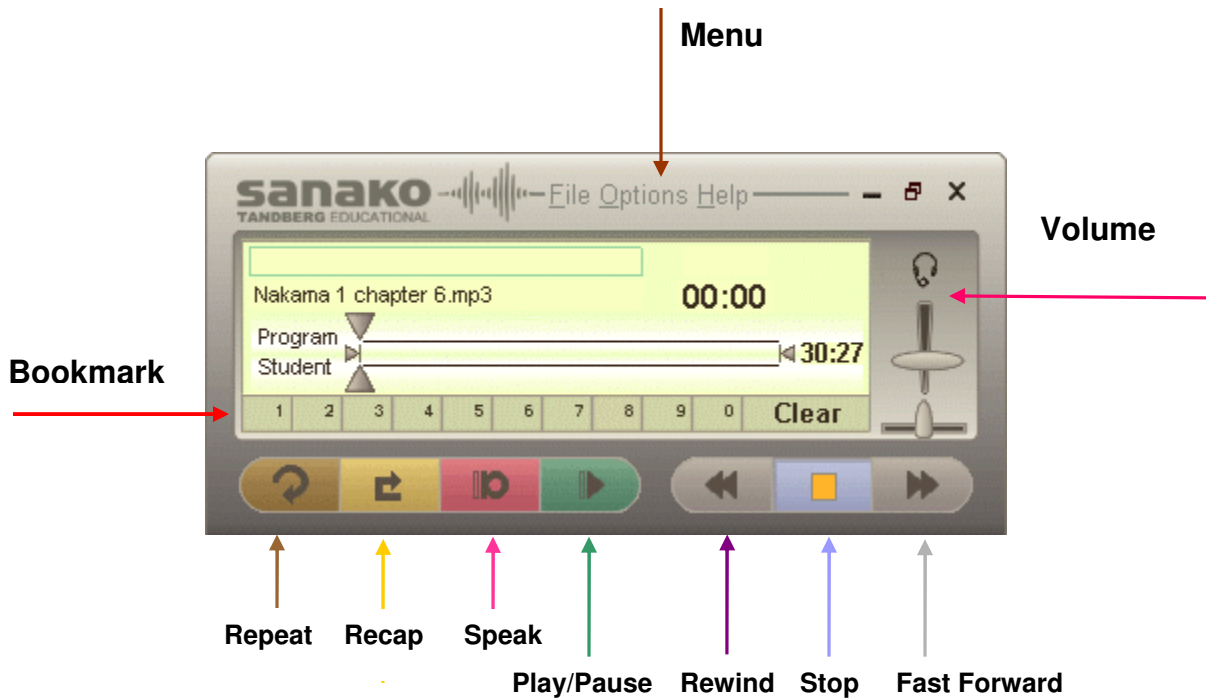 Menu
sanako
TANDBERG EDUCATIONAL
File Options Help
Volume
Nakama 1 chapter 6.mp3 00:00
Program
30:27
Student
Bookmark
1 2 3 4 5 6 7 8 9 0 Clear
Repeat Recap Speak
Play/Pause Rewind Stop Fast Forward